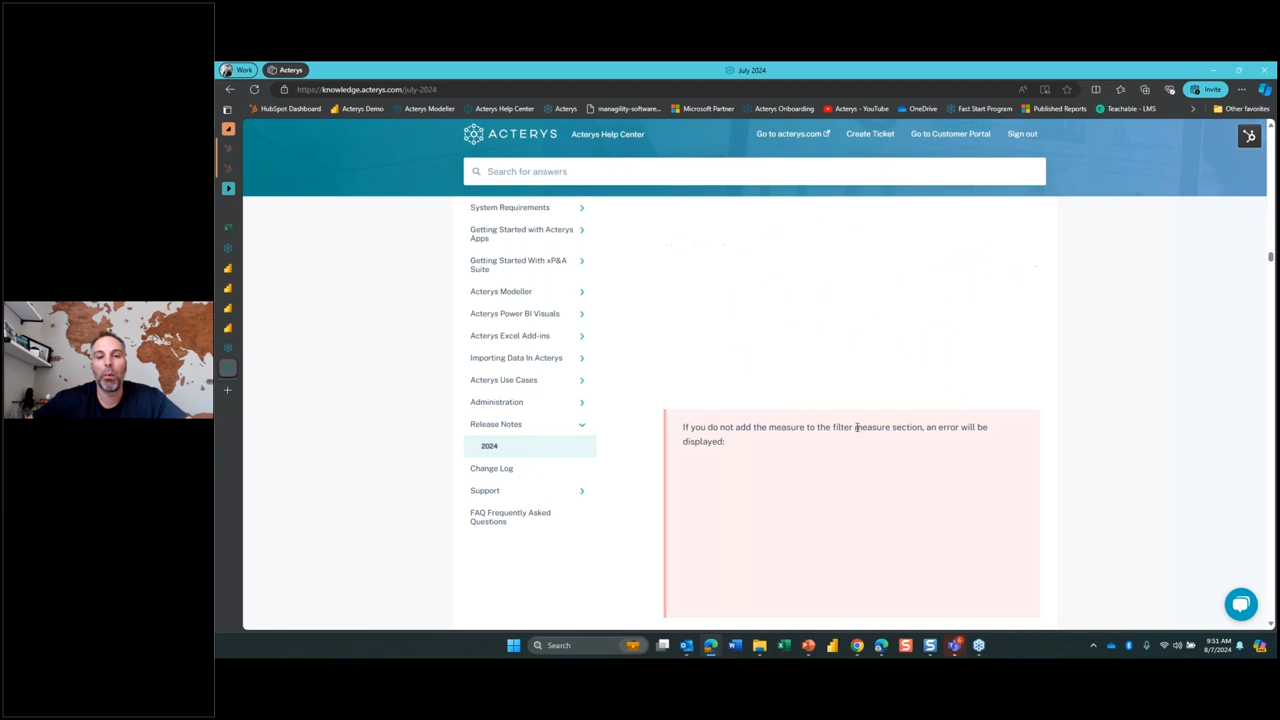 Work
Acterys
July 2024
https://knowledge.acterys.com/july-2024
Invite
HubSpot Dashboard
Acterys Demo
Acterys Modeller
Acterys Help Center
Acterys
managility-software...
Microsoft Partner
Acterys Onboarding
Acterys - YouTube
OneDrive
Fast Start Program
Published Reports
Teachable - LMS
Other favorites
ACTERYS
Acterys Help Center
Go to acterys.com
Create Ticket
Go to Customer Portal
Sign out
Search for answers
System Requirements
Getting Started with Acterys
Apps
Getting Started With xP&A
Suite
Acterys Modeller
Acterys Power BI Visuals
Acterys Excel Add-ins
Importing Data In Acterys
Acterys Use Cases
Administration
Release Notes
2024
Change Log
Support
FAQ Frequently Asked
Questions
If you do not add the measure to the filter measure section, an error will be
displayed:
Search
9:51 AM
8/7/2024